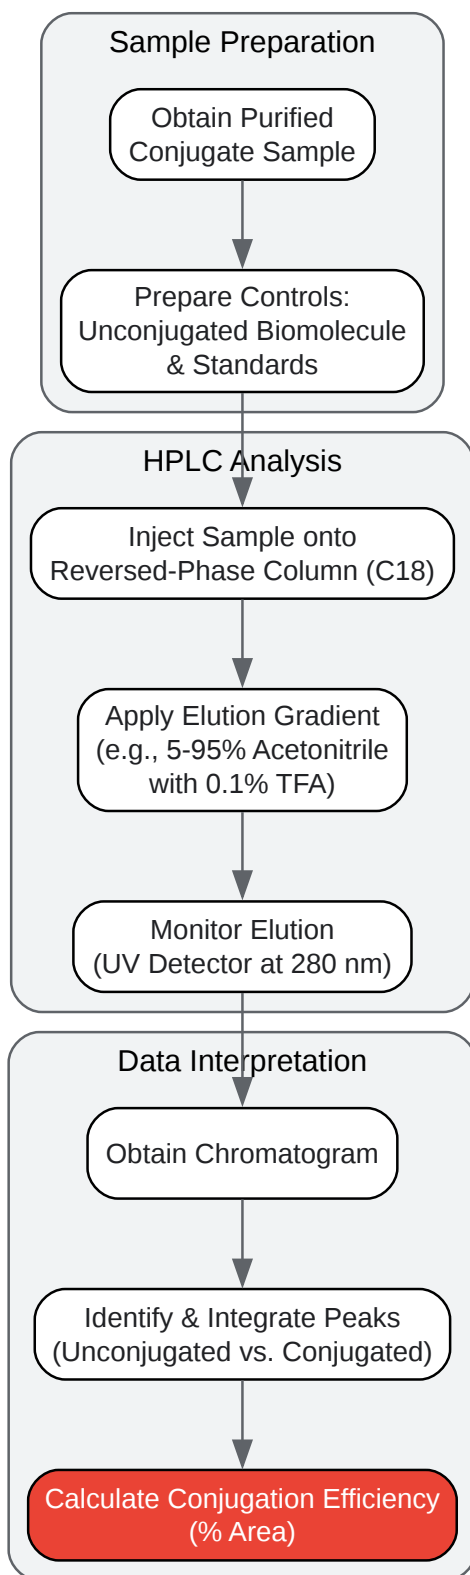 Sample Preparation
Obtain Purified
Conjugate Sample
Prepare Controls:
Unconjugated Biomolecule
& Standards
HPLC Analysis
Inject Sample onto
Reversed-Phase Column (C18)
Apply Elution Gradient
(e.g., 5-95% Acetonitrile
with 0.1% TFA)
Monitor Elution
(UV Detector at 280 nm)
Data Interpretation
Obtain Chromatogram
Identify & Integrate Peaks
(Unconjugated vs. Conjugated)
Calculate Conjugation Efficiency
(% Area)